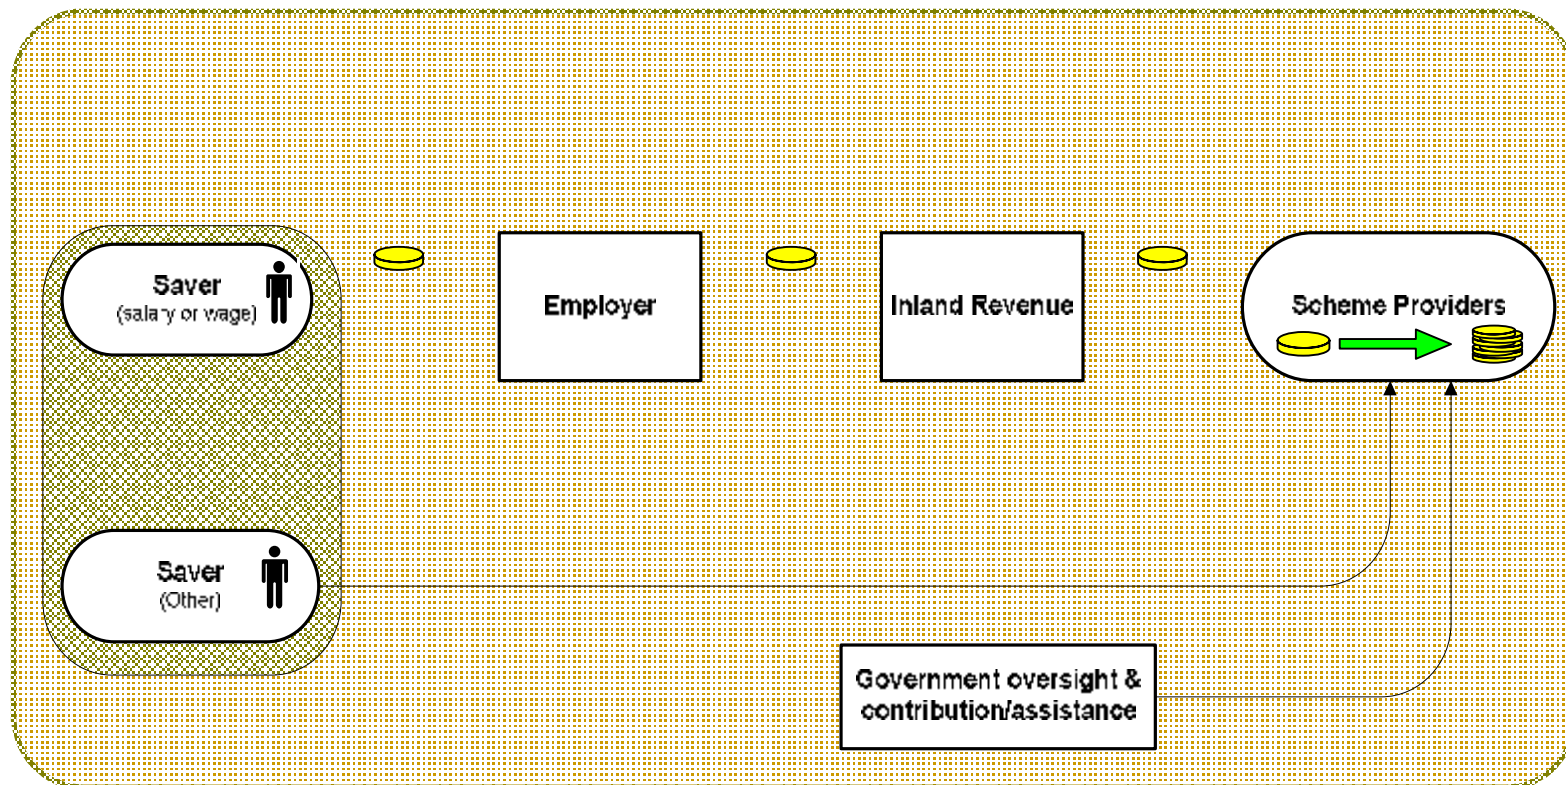 Saver
(salary or wage)
Employer
Inland Revenue
Scheme Providers
Saver
(Other)
Government oversight &
contribution/assistance